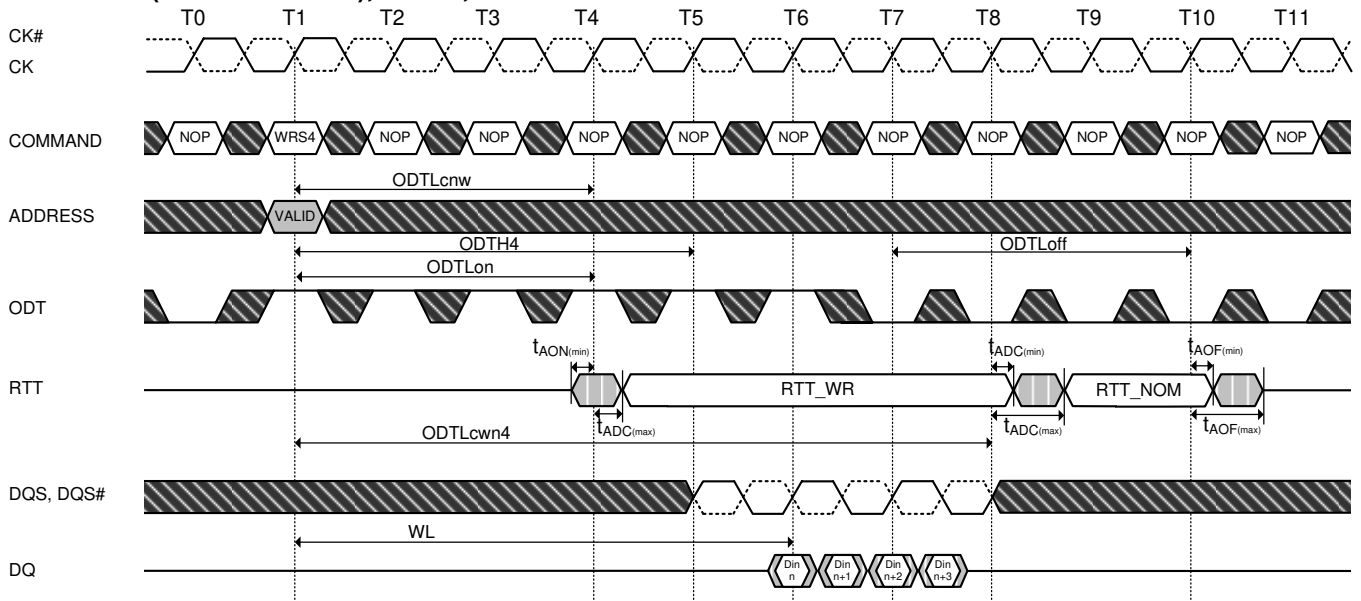 T0 T1 T2 T3 T4 T5 T6 T7 T8 T9 T10 T11
CK#
CK
COMMAND NOP WRS4 NOP NOP NOP NOP NOP NOP NOP NOP NOP NOP
ODTLcnw
ADDRESS VALID
ODTH4 ODTLoff
ODTLon
ODT
tAON(min) tADC(min) tAOF(min)
RTT RTT_WR RTT_NOM
tADC(max) tADC(max) tAOF(max)
ODTLcwn4
DQS, DQS#
WL
DQ Din n Din n+1 Din n+2 Din n+3